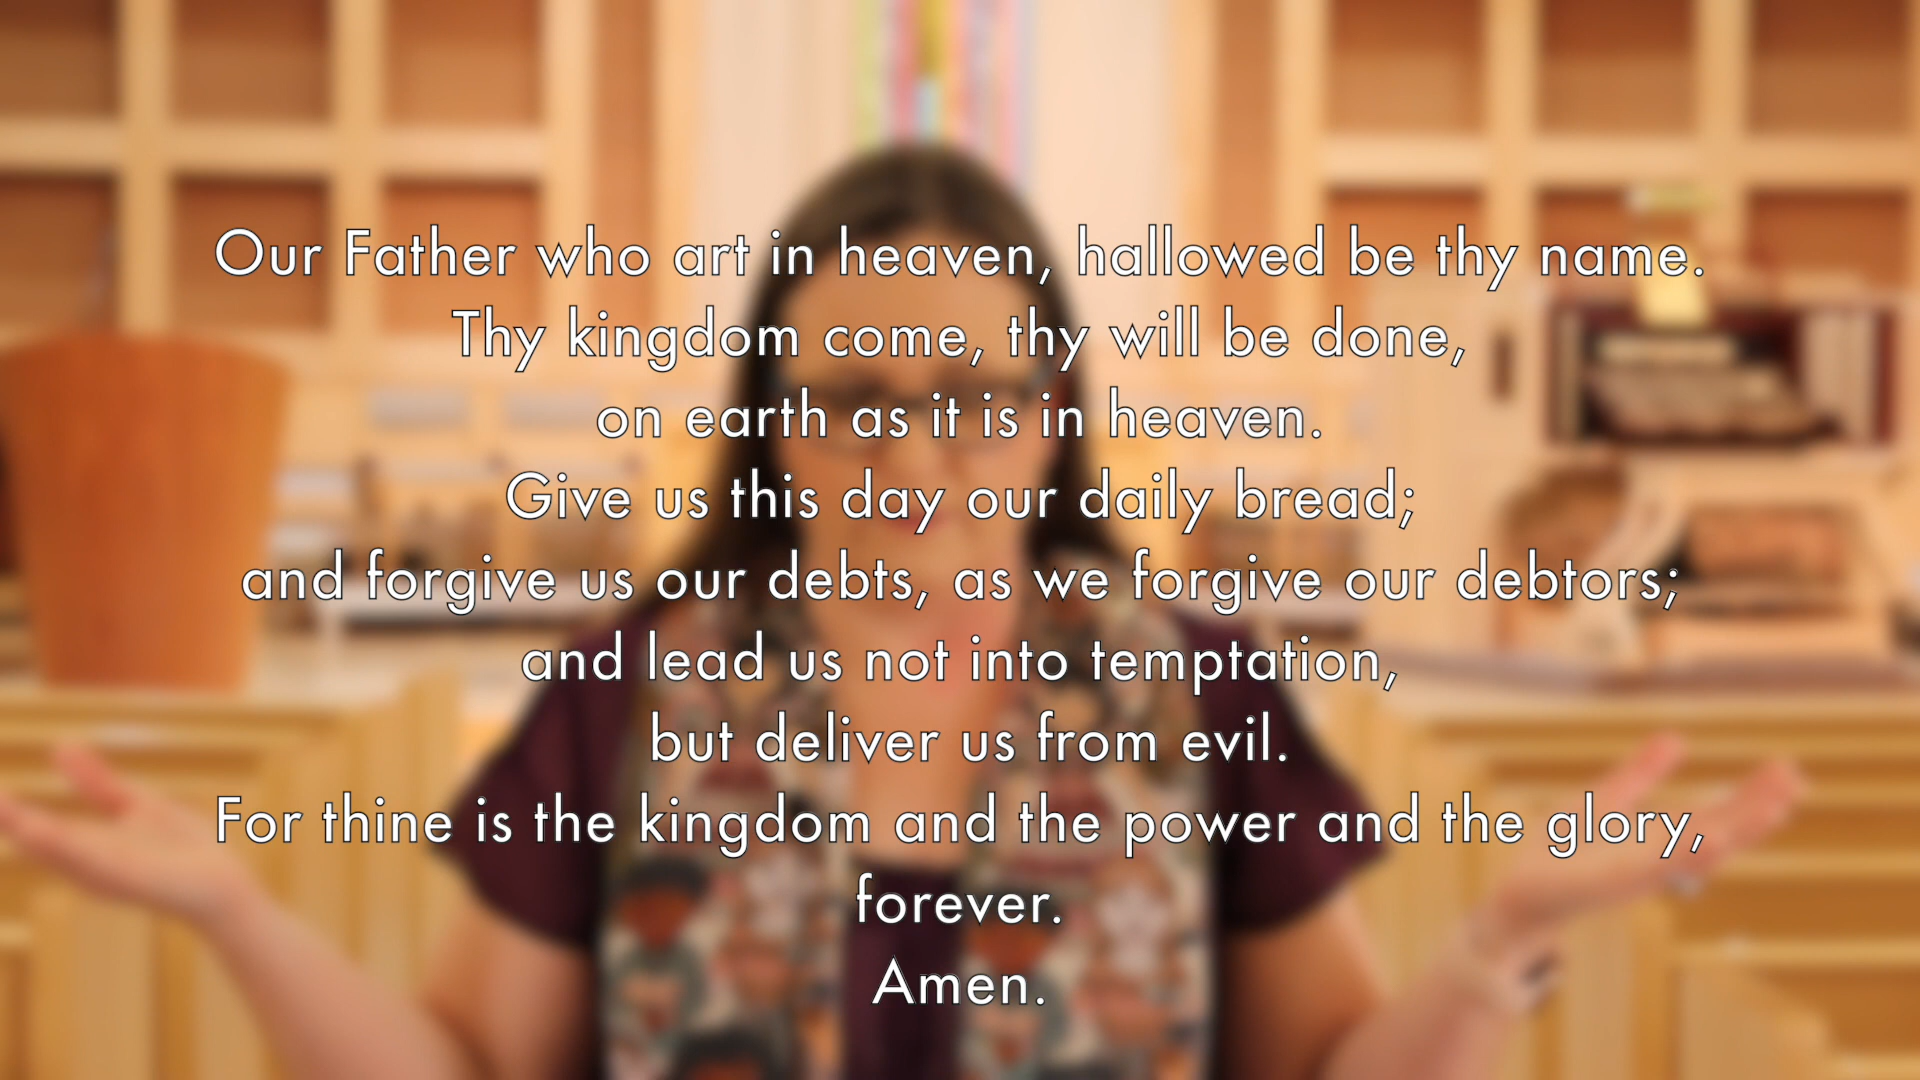 Our Father who art in heaven, hallowed be thy name.
Thy kingdom come, thy will be done,
on earth as it is in heaven.
Give us this day our daily bread;
and forgive us our debts, as we forgive our debtors;
and lead us not into temptation,
but deliver us from evil.
For thine is the kingdom and the power and the glory,
forever.
Amen.